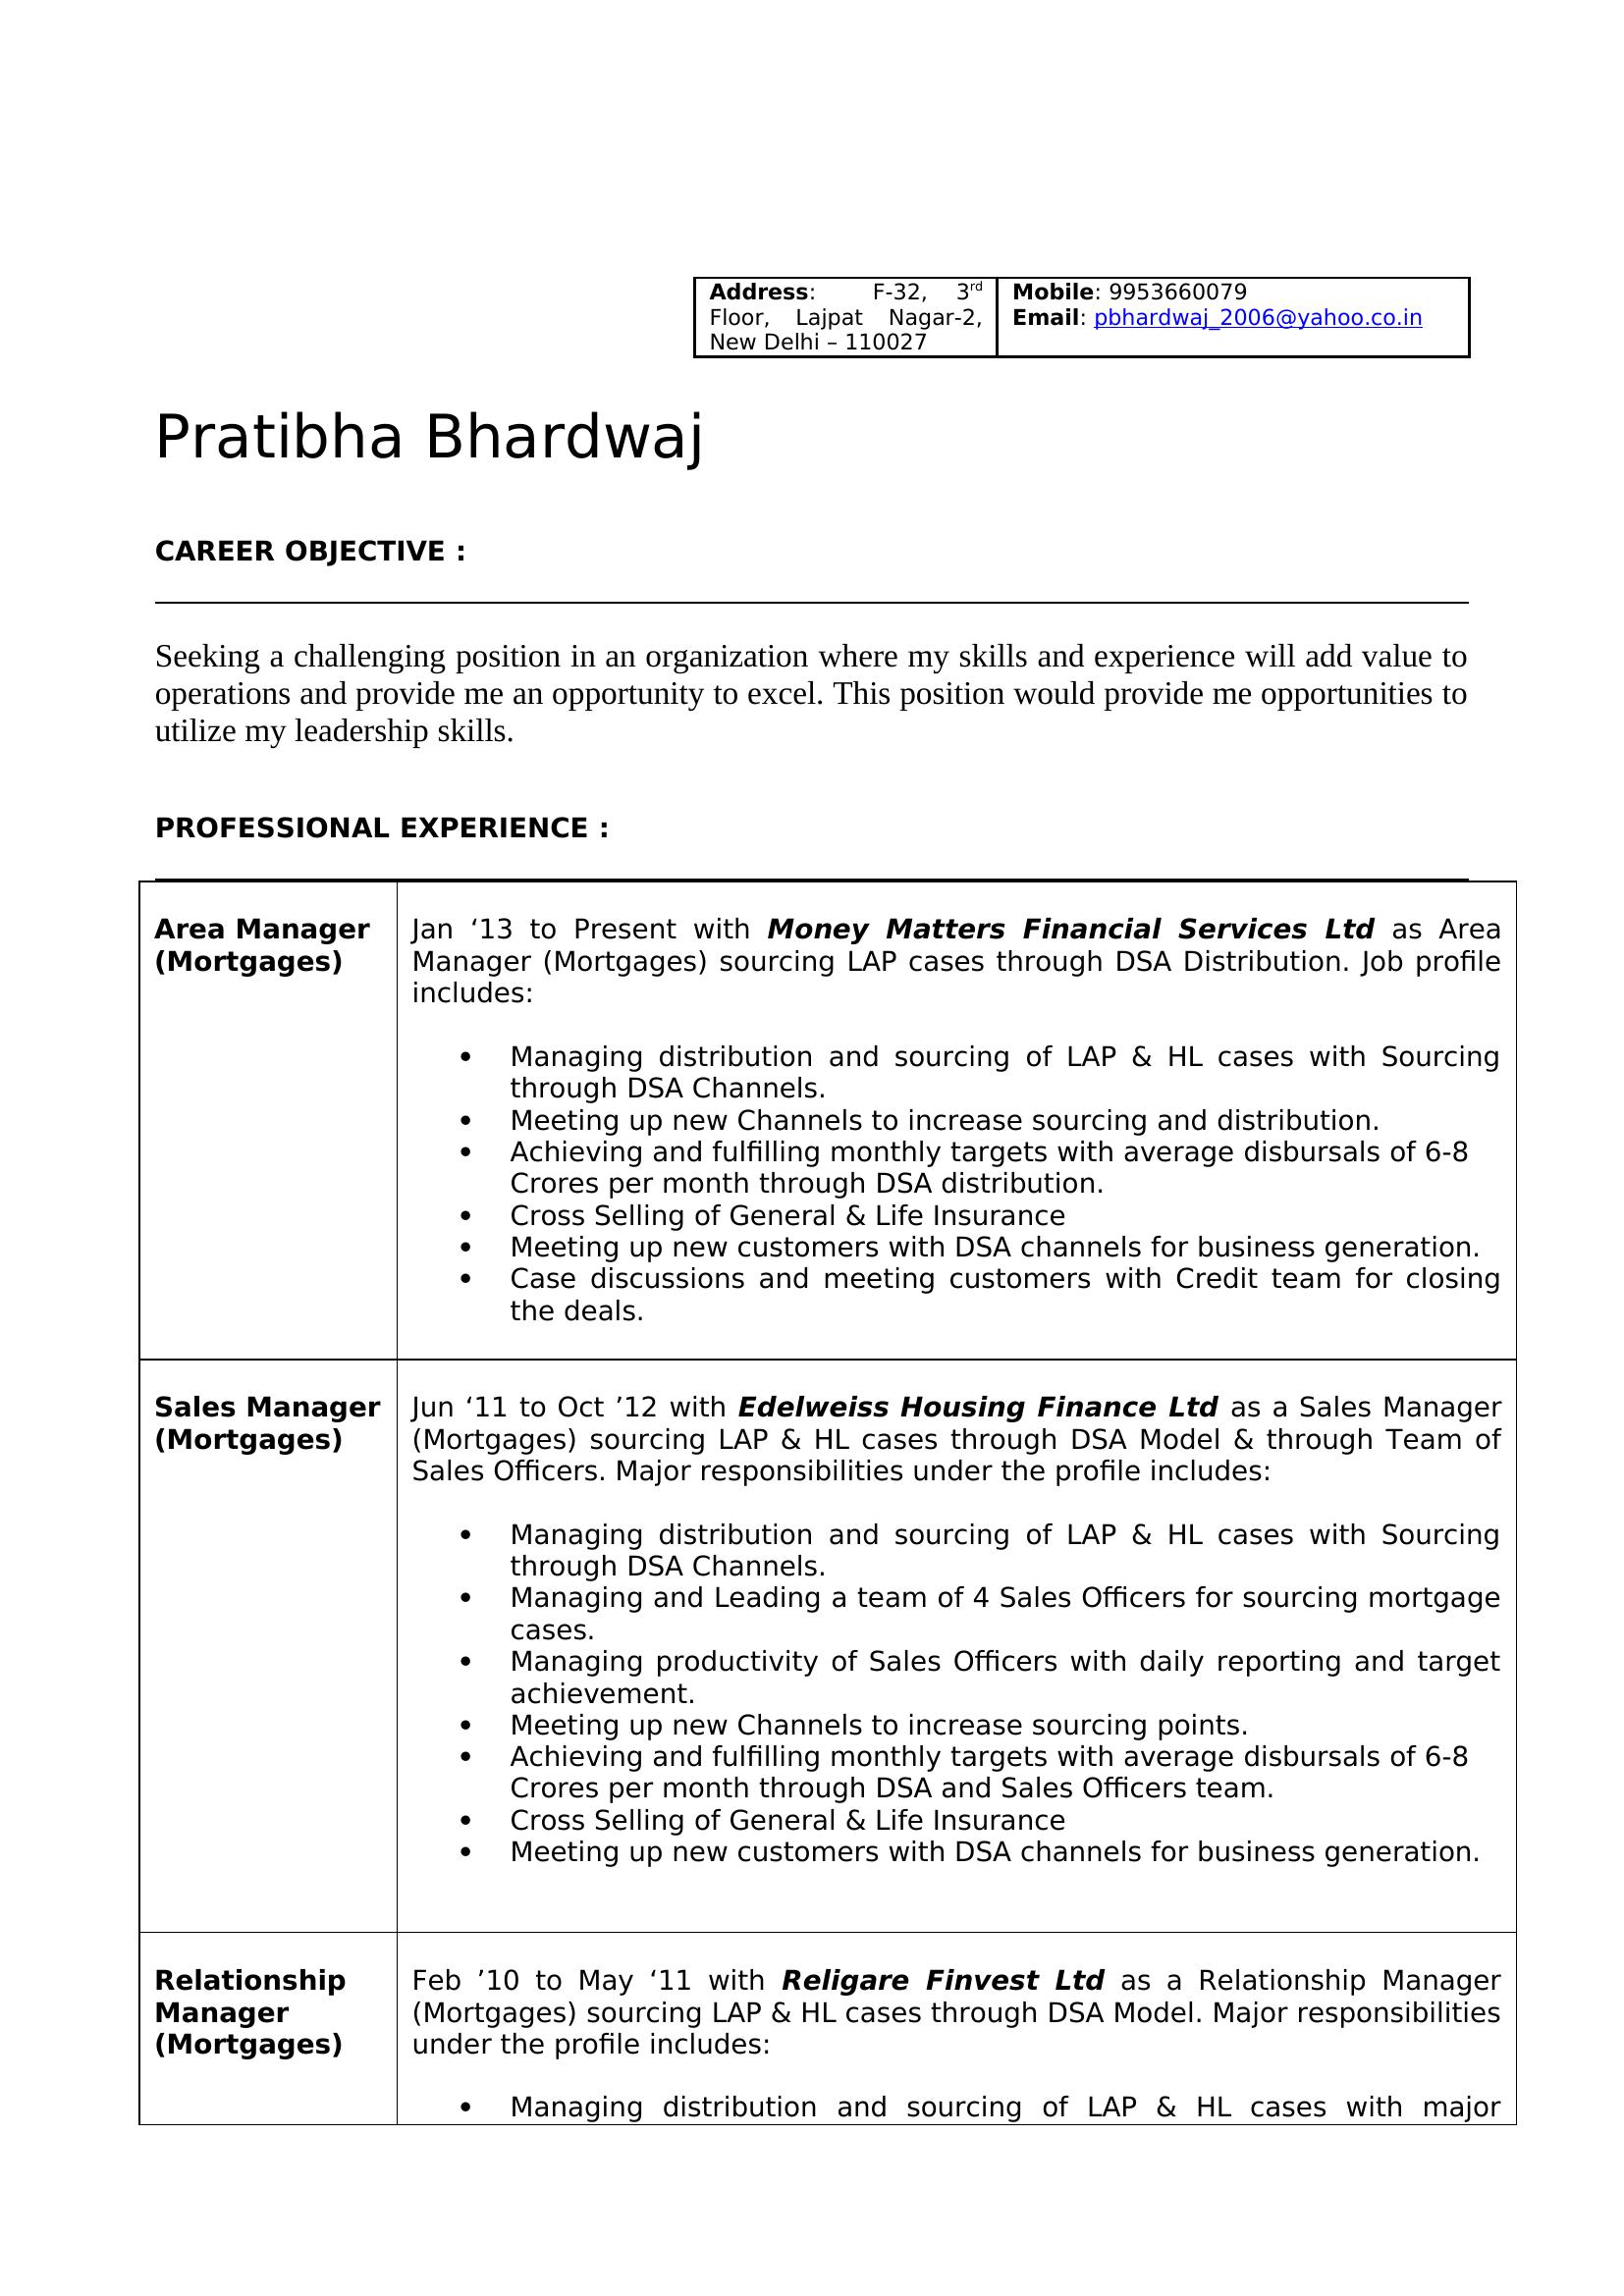 Address: F-32, 3rd
Floor, Lajpat Nagar-2,
New Delhi – 110027
Mobile: 9953660079
Email: pbhardwaj_2006@yahoo.co.in
Pratibha Bhardwaj
CAREER OBJECTIVE :
Seeking a challenging position in an organization where my skills and experience will add value to
operations and provide me an opportunity to excel. This position would provide me opportunities to
utilize my leadership skills.
PROFESSIONAL EXPERIENCE :
Area Manager
(Mortgages)
Jan ‘13 to Present with Money Matters Financial Services Ltd as Area
Manager (Mortgages) sourcing LAP cases through DSA Distribution. Job profile
includes:
• Managing distribution and sourcing of LAP & HL cases with Sourcing
through DSA Channels.
• Meeting up new Channels to increase sourcing and distribution.
• Achieving and fulfilling monthly targets with average disbursals of 6-8
Crores per month through DSA distribution.
• Cross Selling of General & Life Insurance
• Meeting up new customers with DSA channels for business generation.
• Case discussions and meeting customers with Credit team for closing
the deals.
Sales Manager
(Mortgages)
Jun ‘11 to Oct ’12 with Edelweiss Housing Finance Ltd as a Sales Manager
(Mortgages) sourcing LAP & HL cases through DSA Model & through Team of
Sales Officers. Major responsibilities under the profile includes:
• Managing distribution and sourcing of LAP & HL cases with Sourcing
through DSA Channels.
• Managing and Leading a team of 4 Sales Officers for sourcing mortgage
cases.
• Managing productivity of Sales Officers with daily reporting and target
achievement.
• Meeting up new Channels to increase sourcing points.
• Achieving and fulfilling monthly targets with average disbursals of 6-8
Crores per month through DSA and Sales Officers team.
• Cross Selling of General & Life Insurance
• Meeting up new customers with DSA channels for business generation.
Relationship
Manager
(Mortgages)
Feb ’10 to May ‘11 with Religare Finvest Ltd as a Relationship Manager
(Mortgages) sourcing LAP & HL cases through DSA Model. Major responsibilities
under the profile includes:
• Managing distribution and sourcing of LAP & HL cases with major